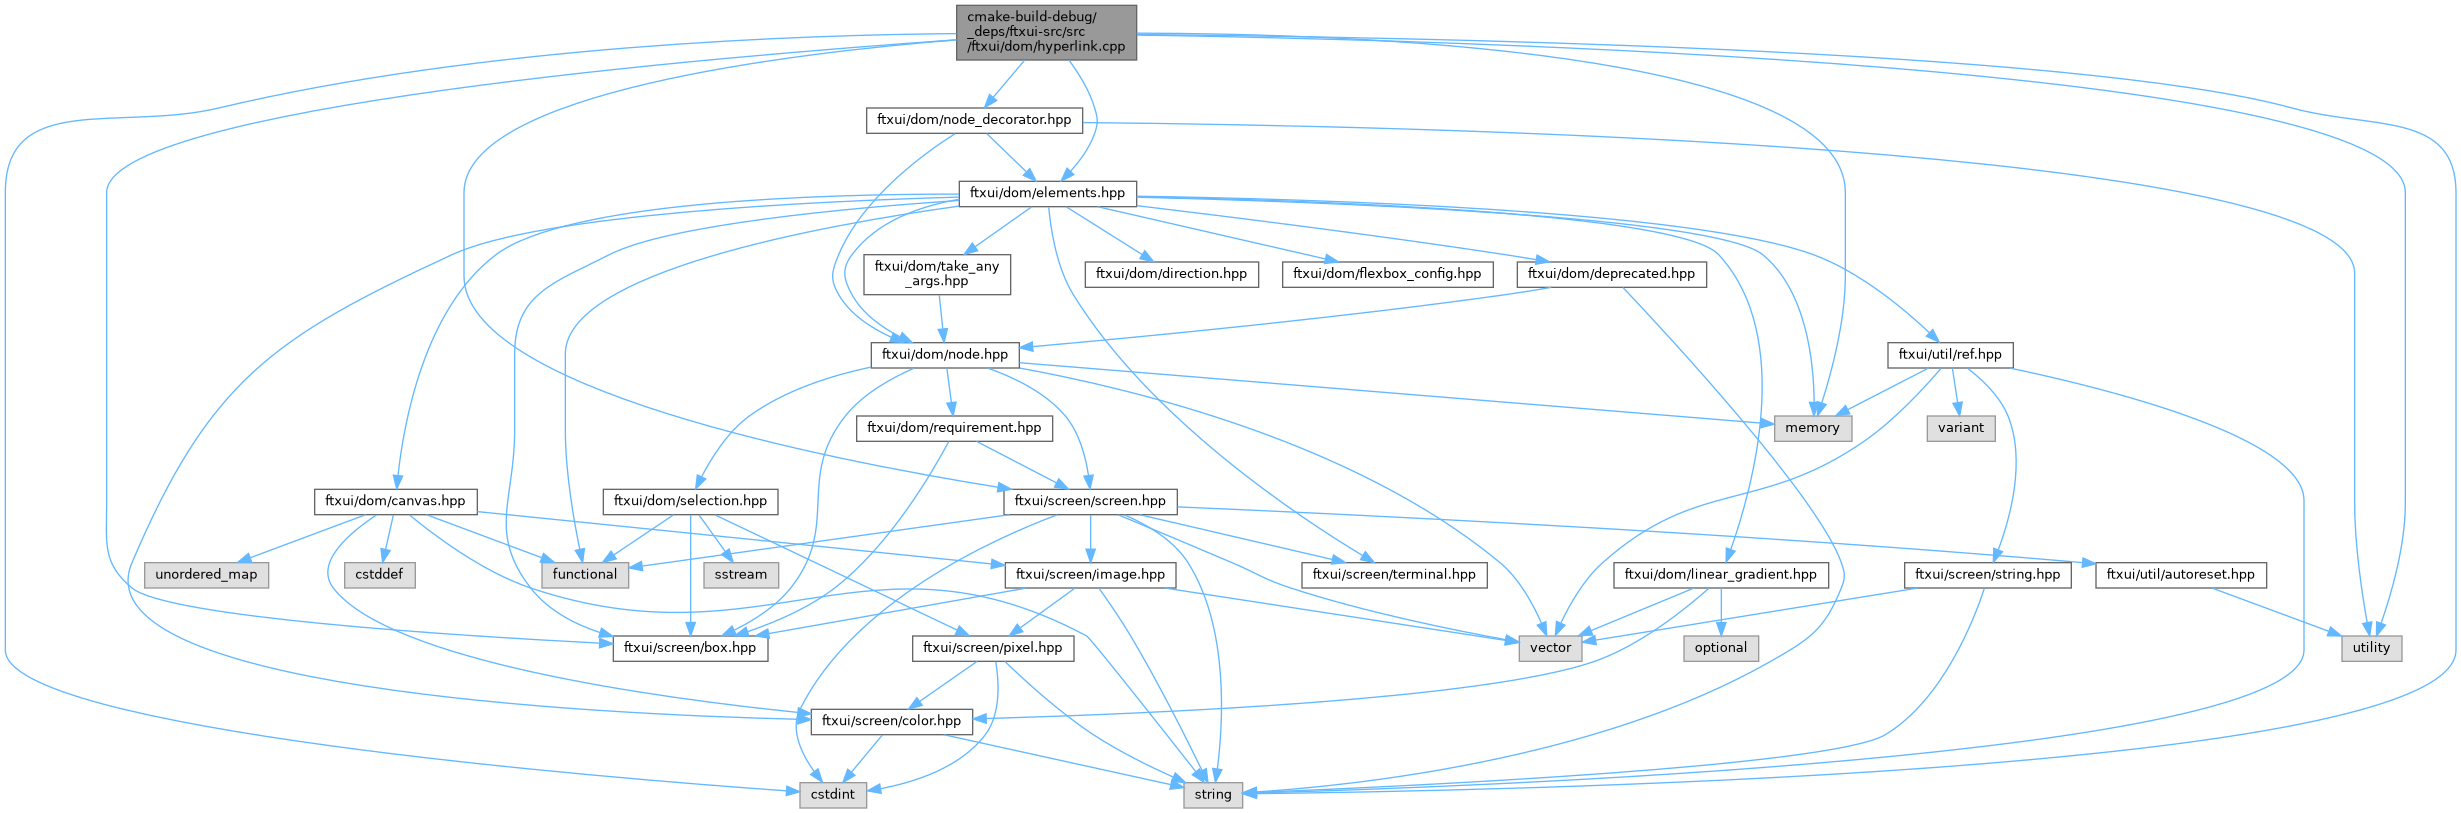 cmake-build-debug/
_deps/ftxui-src/src
/ftxui/dom/hyperlink.cpp
ftxui/dom/node_decorator.hpp
ftxui/dom/elements.hpp
ftxui/dom/take_any
_args.hpp
ftxui/dom/direction.hpp
ftxui/dom/flexbox_config.hpp
ftxui/dom/deprecated.hpp
ftxui/dom/node.hpp
ftxui/util/ref.hpp
ftxui/dom/requirement.hpp
memory
variant
ftxui/dom/canvas.hpp
ftxui/dom/selection.hpp
ftxui/screen/screen.hpp
unordered_map
cstddef
functional
sstream
ftxui/screen/image.hpp
ftxui/screen/terminal.hpp
ftxui/dom/linear_gradient.hpp
ftxui/screen/string.hpp
ftxui/util/autoreset.hpp
ftxui/screen/box.hpp
ftxui/screen/pixel.hpp
vector
optional
utility
ftxui/screen/color.hpp
cstdint
string